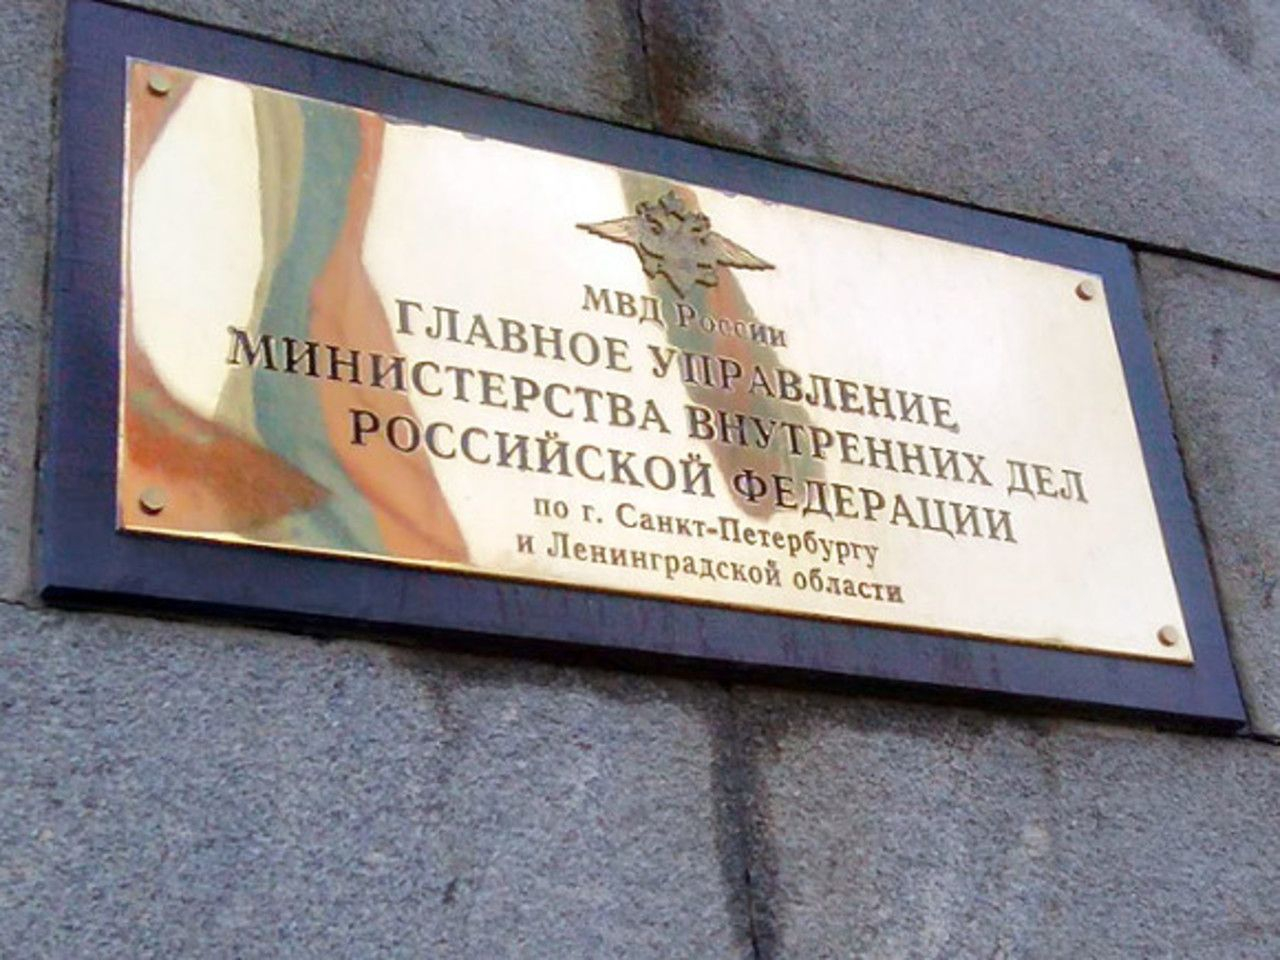 МВД России
ГЛАВНОЕ УПРАВЛЕНИЕ
МИНИСТЕРСТВА ВНУТРЕННИХ ДЕЛ
РОССИЙСКОЙ ФЕДЕРАЦИИ
по г. Санкт-Петербургу
и Ленинградской области